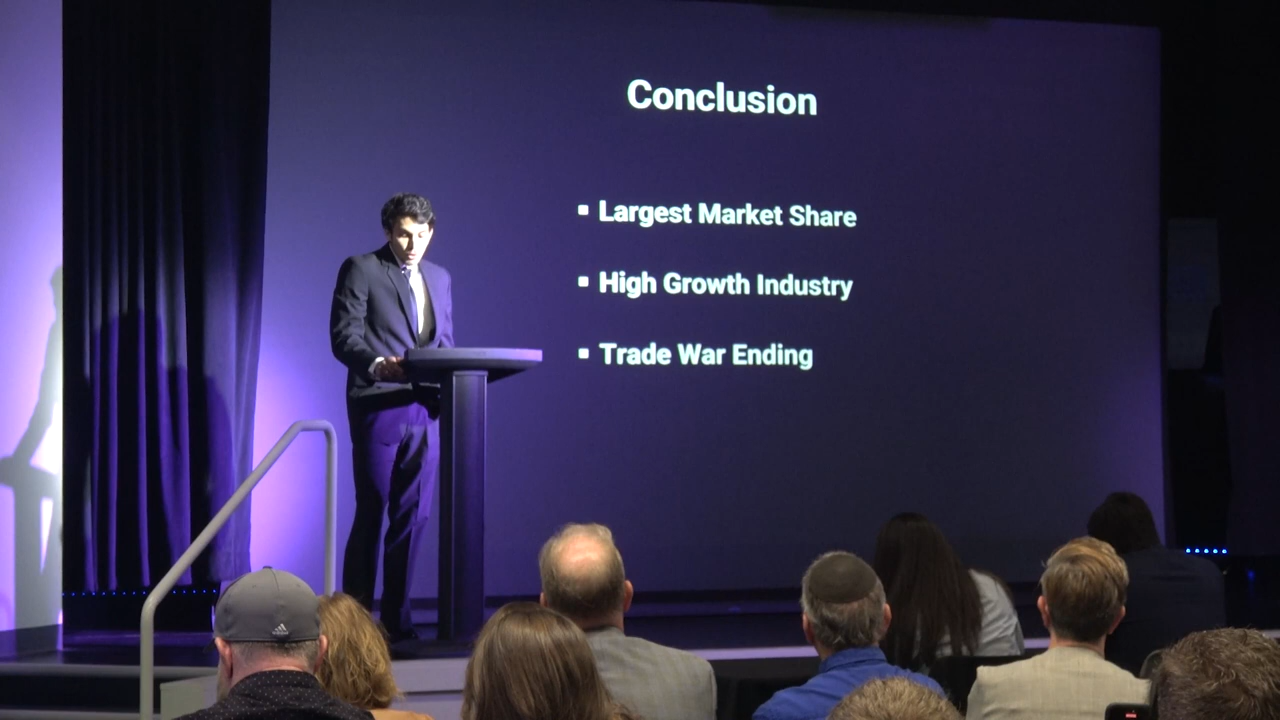 Conclusion
▪ Largest Market Share
▪ High Growth Industry
▪ Trade War Ending